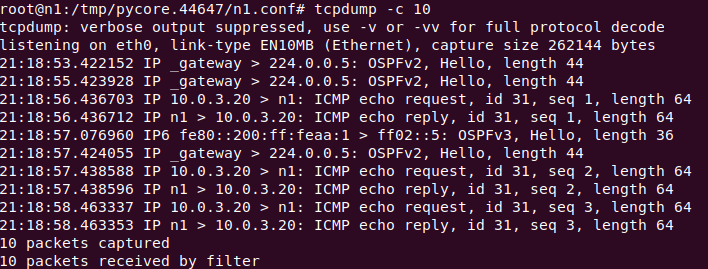 root@n1:/tmp/pycore.44647/n1.conf# tcpdump -c 10
tcpdump: verbose output suppressed, use -v or -vv for full protocol decode
listening on eth0, link-type EN10MB (Ethernet), capture size 262144 bytes
21:18:53.422152 IP _gateway > 224.0.0.5: OSPFv2, Hello, length 44
21:18:55.423928 IP _gateway > 224.0.0.5: OSPFv2, Hello, length 44
21:18:56.436703 IP 10.0.3.20 > n1: ICMP echo request, id 31, seq 1, length 64
21:18:56.436712 IP n1 > 10.0.3.20: ICMP echo reply, id 31, seq 1, length 64
21:18:57.076960 IP6 fe80::200:ff:feaa:1 > ff02::5: OSPFv3, Hello, length 36
21:18:57.424055 IP _gateway > 224.0.0.5: OSPFv2, Hello, length 44
21:18:57.438588 IP 10.0.3.20 > n1: ICMP echo request, id 31, seq 2, length 64
21:18:57.438596 IP n1 > 10.0.3.20: ICMP echo reply, id 31, seq 2, length 64
21:18:58.463337 IP 10.0.3.20 > n1: ICMP echo request, id 31, seq 3, length 64
21:18:58.463353 IP n1 > 10.0.3.20: ICMP echo reply, id 31, seq 3, length 64
10 packets captured
10 packets received by filter